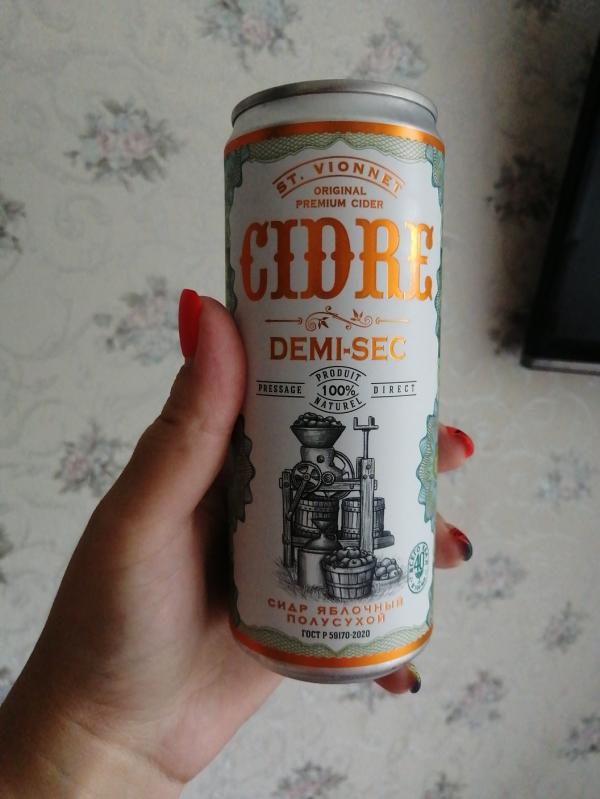 ST. VIONNET
ORIGINAL
PREMIUM CIDER
CIDRE
DEMI-SEC
PRODUIT
PRESSAGE 100% DIRECT
NATUREL
СИДР ЯБЛОЧНЫЙ
ПОЛУСУХОЙ
ГОСТ Р 59170-2020